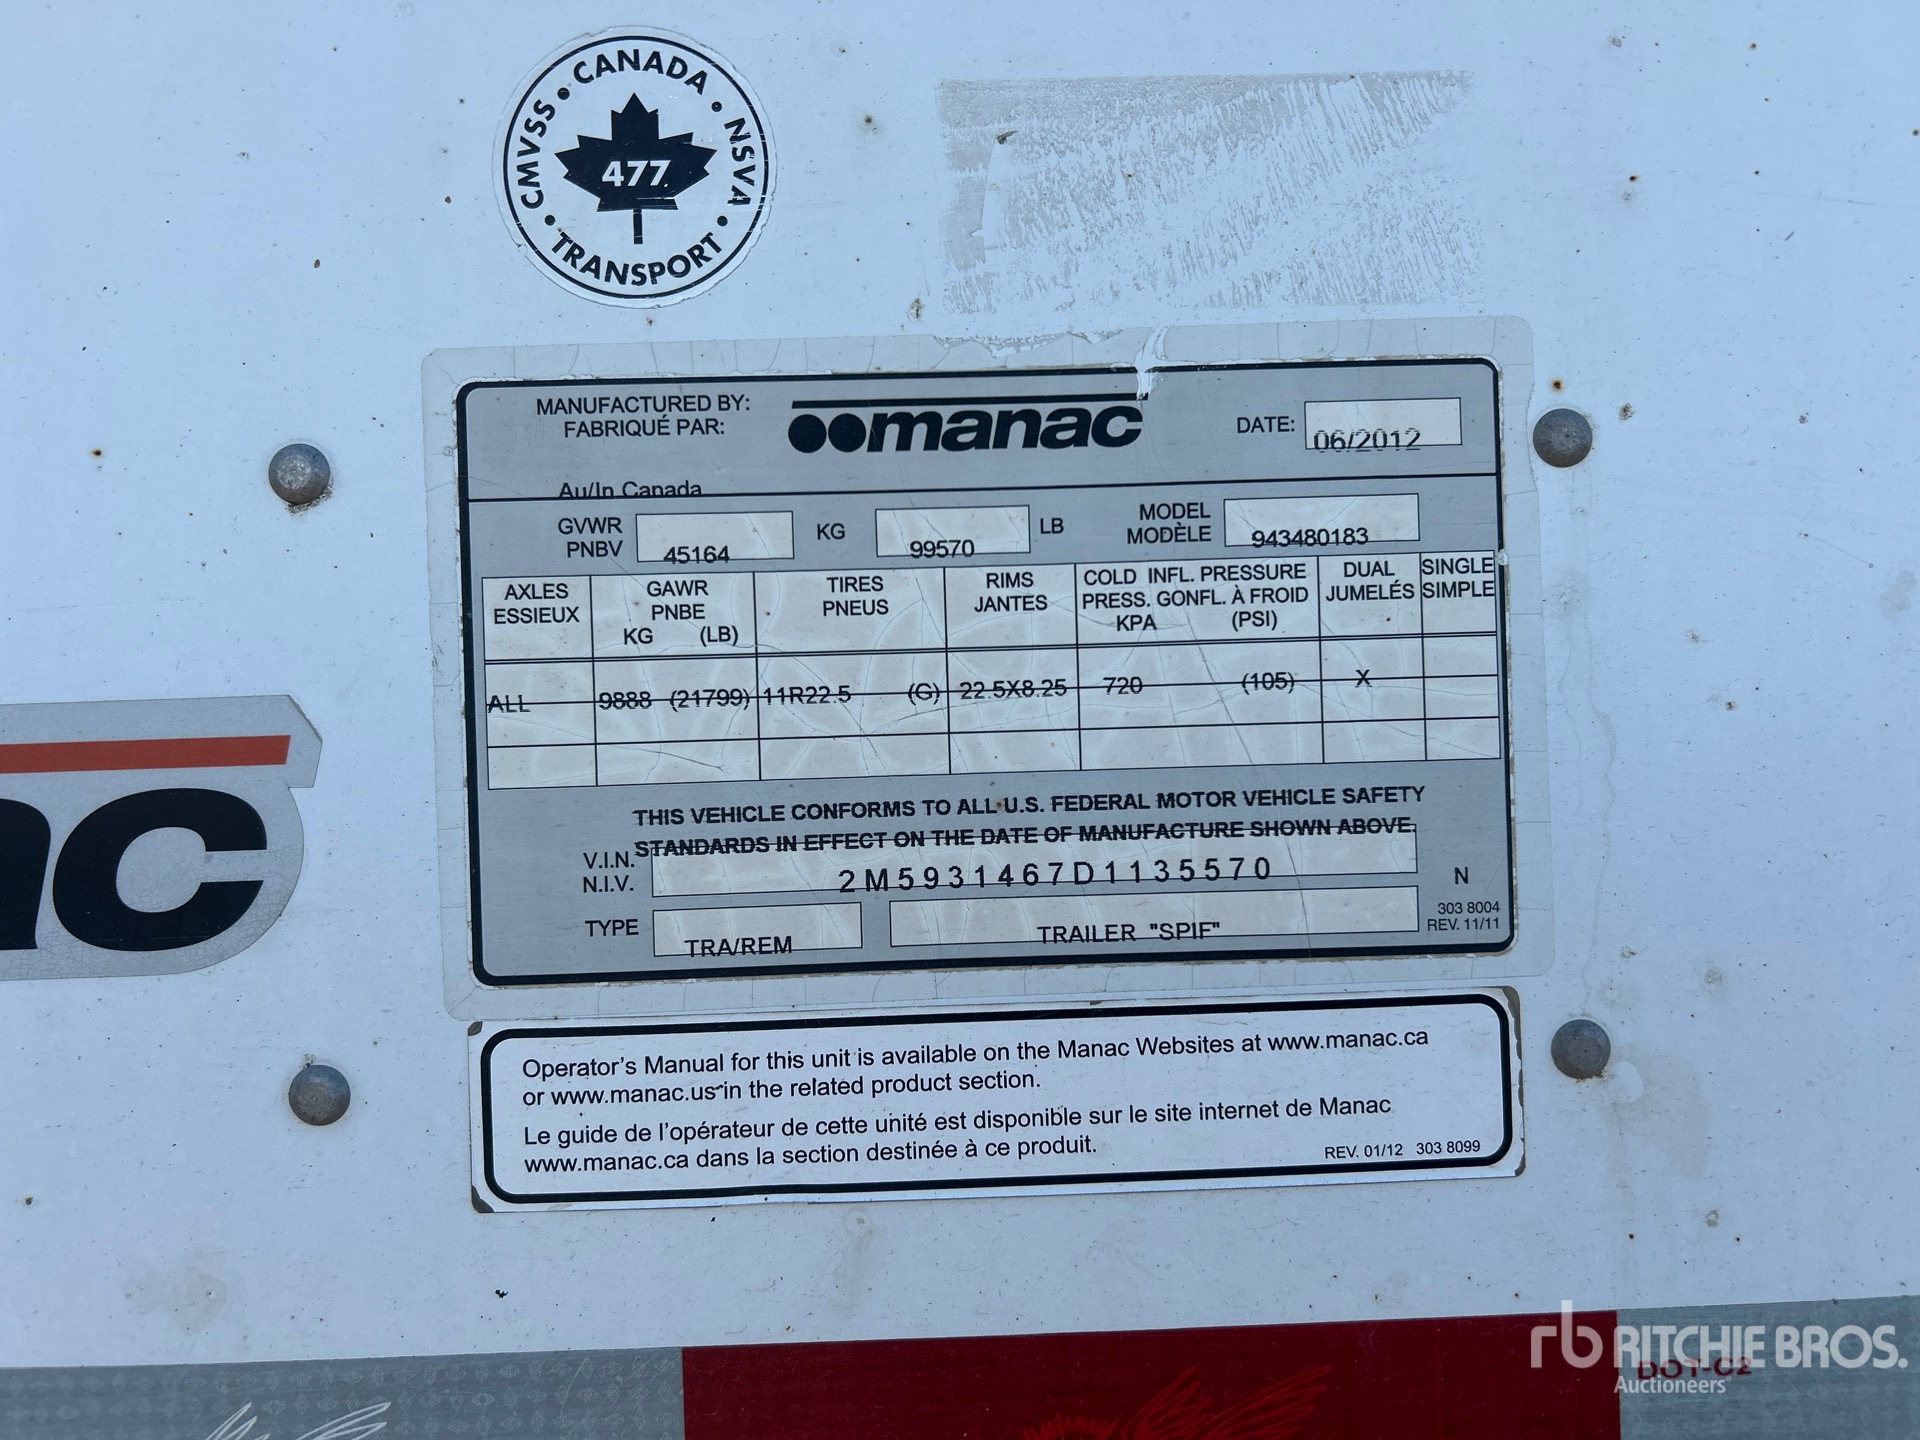 CMVSS • CANADA • NSVAC
477
• TRANSPORT •
MANUFACTURED BY:
FABRIQUÉ PAR:
manac
DATE: 06/2012
Au/In Canada
GVWR
PNBV
45164 KG 99570 LB
MODEL
MODÈLE
943480183
AXLES
ESSIEUX
GAWR
PNBE
KG (LB)
TIRES
PNEUS
RIMS
JANTES
COLD INFL. PRESSURE
PRESS. GONFL. À FROID
KPA (PSI)
DUAL
JUMELÉS
SINGLE
SIMPLE
ALL 9888 (21799) 11R22.5 (G) 22.5X8.25 720 (105) X
THIS VEHICLE CONFORMS TO ALL U.S. FEDERAL MOTOR VEHICLE SAFETY
STANDARDS IN EFFECT ON THE DATE OF MANUFACTURE SHOWN ABOVE.
V.I.N.
N.I.V.
2M5931467D1135570
N
TYPE TRA/REM TRAILER "SPIF"
303 8004
REV. 11/11
ac
Operator's Manual for this unit is available on the Manac Websites at www.manac.ca
or www.manac.us in the related product section.
Le guide de l'opérateur de cette unité est disponible sur le site internet de Manac
www.manac.ca dans la section destinée à ce produit.
REV. 01/12 303 8099
DOT-C2
rb RITCHIE BROS.
Auctioneers